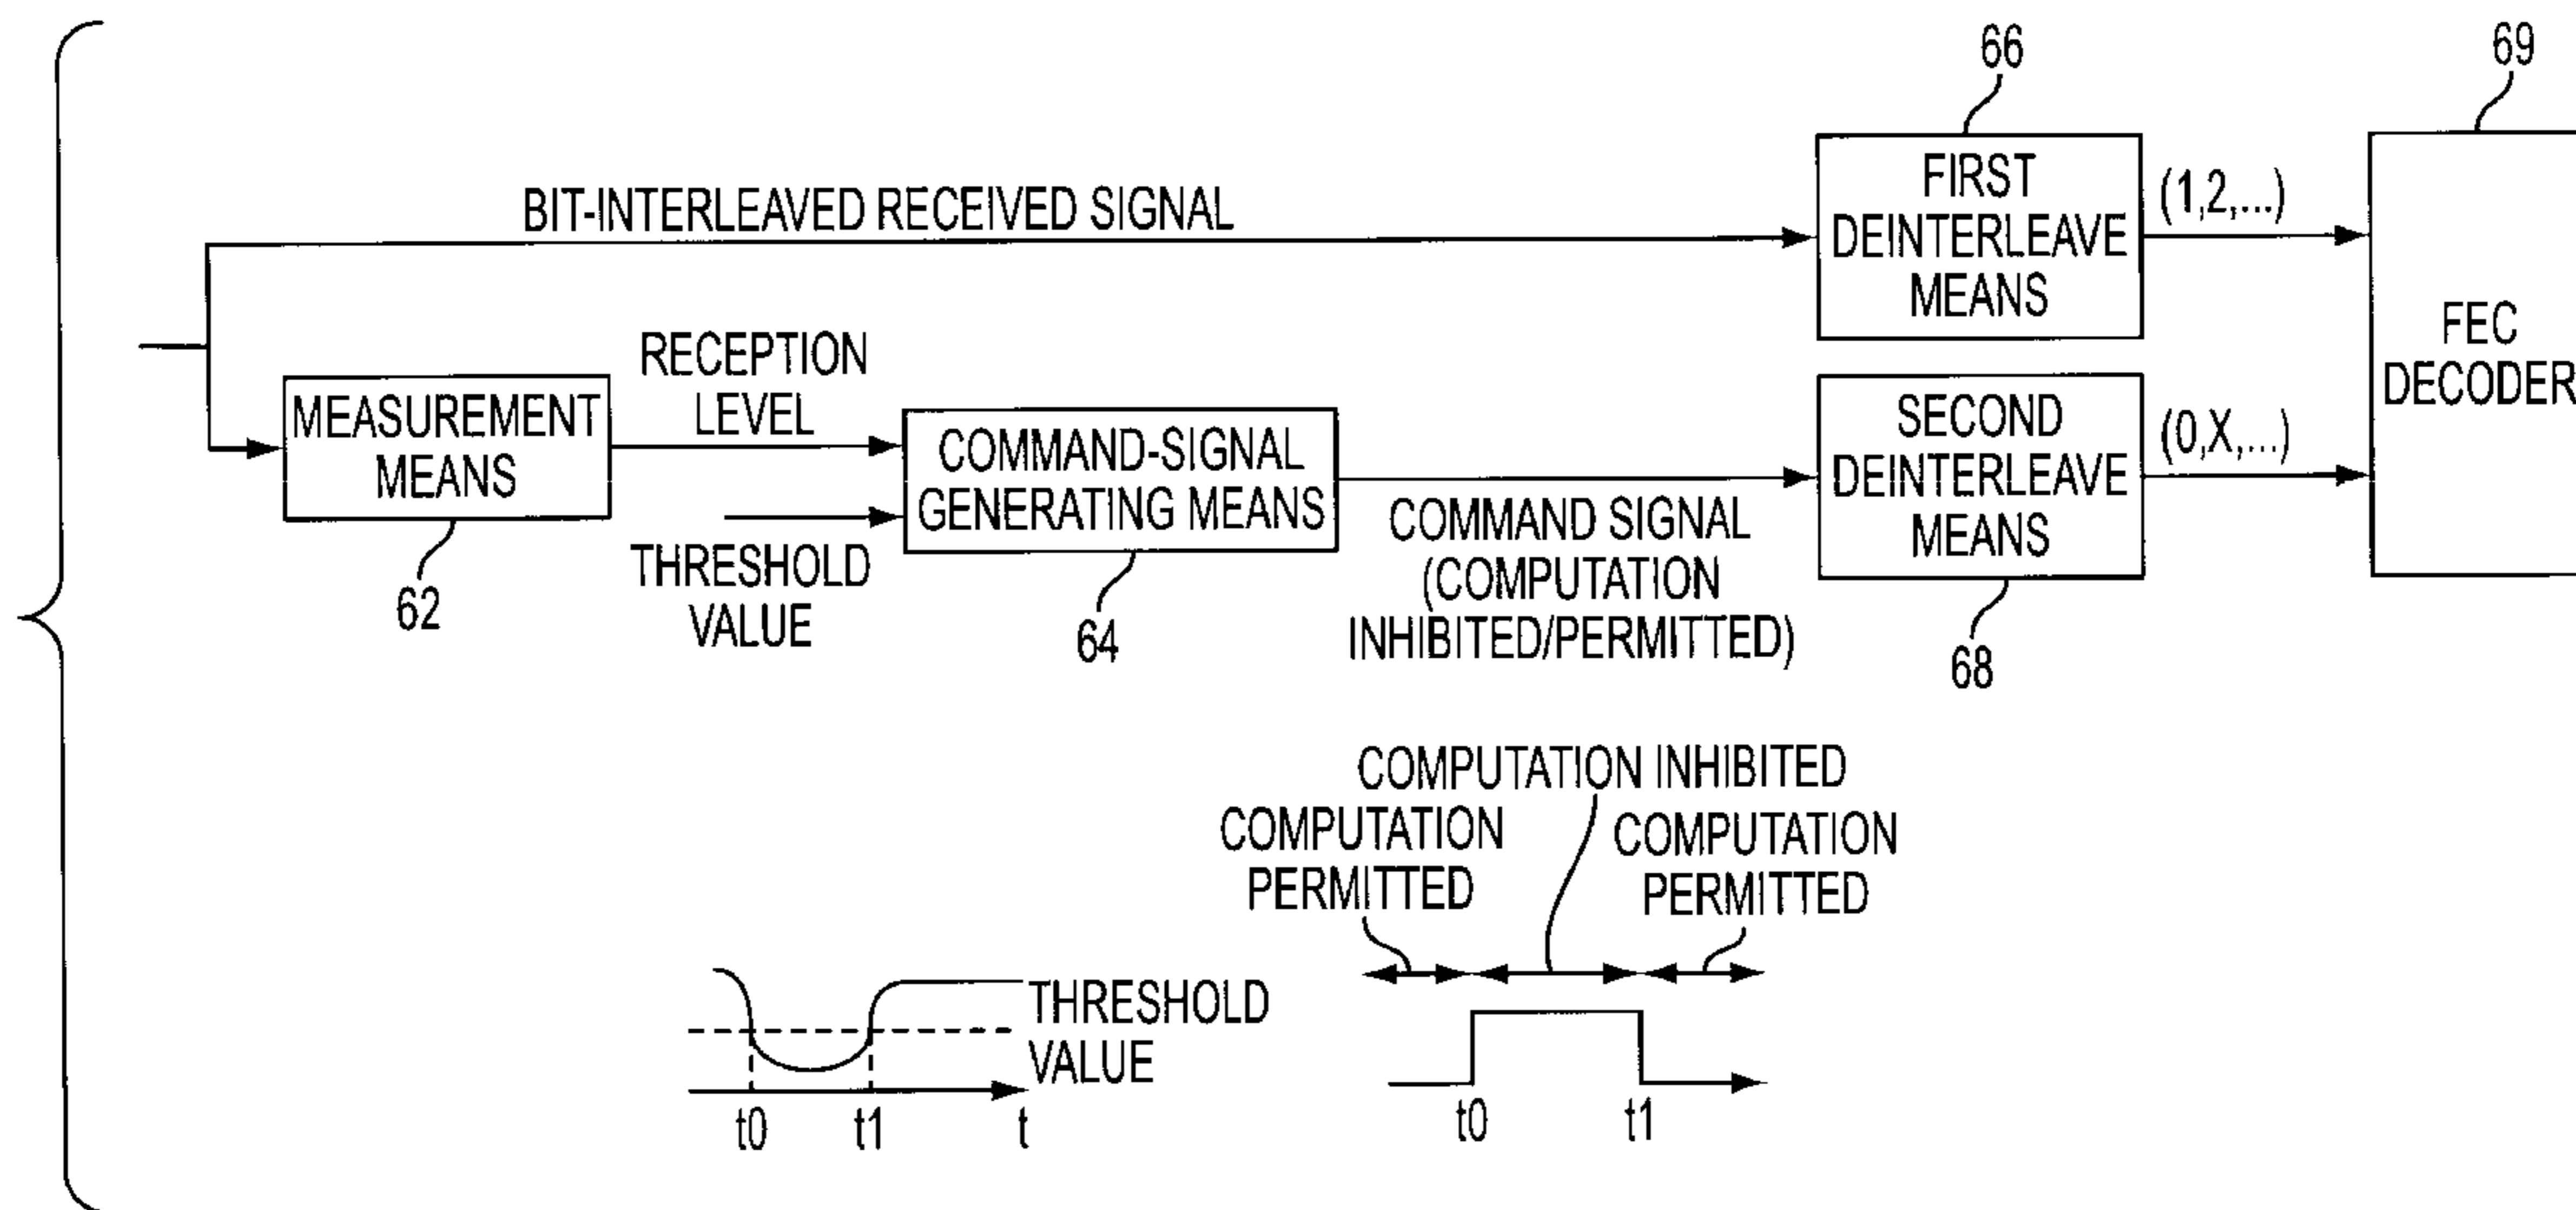 66
69
FIRST
DEINTERLEAVE
MEANS
(1,2,...)
BIT-INTERLEAVED RECEIVED SIGNAL
FEC
DECODER
RECEPTION
LEVEL
MEASUREMENT
MEANS
62
THRESHOLD
VALUE
COMMAND-SIGNAL
GENERATING MEANS
64
COMMAND SIGNAL
(COMPUTATION
INHIBITED/PERMITTED)
SECOND
DEINTERLEAVE
MEANS
(0,X,...)
68
COMPUTATION INHIBITED
COMPUTATION
PERMITTED
COMPUTATION
PERMITTED
THRESHOLD
VALUE
t0
t1
t
t0
t1